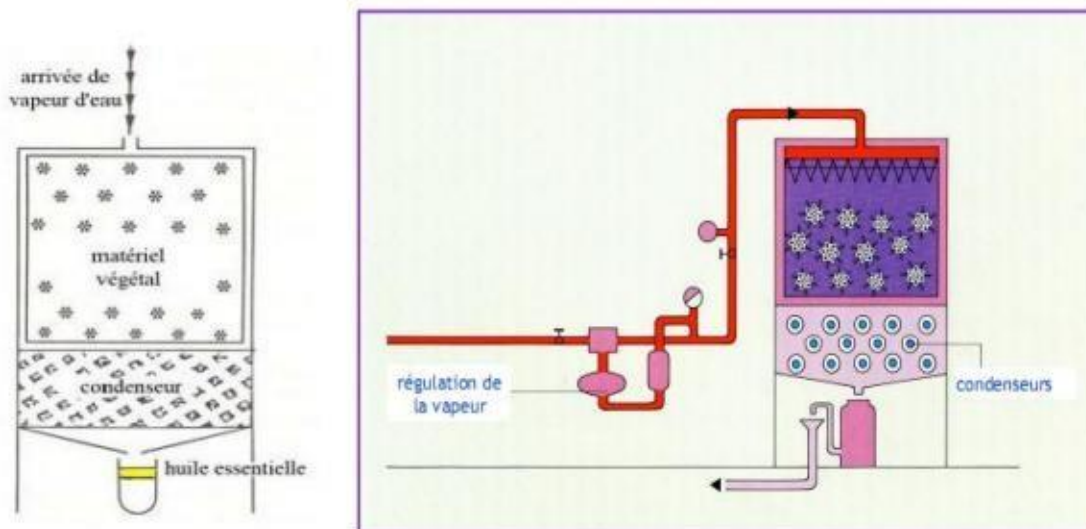 arrivée de
vapeur d'eau
matériel
végétal
condenseur
huile essentielle
régulation de
la vapeur
condenseurs